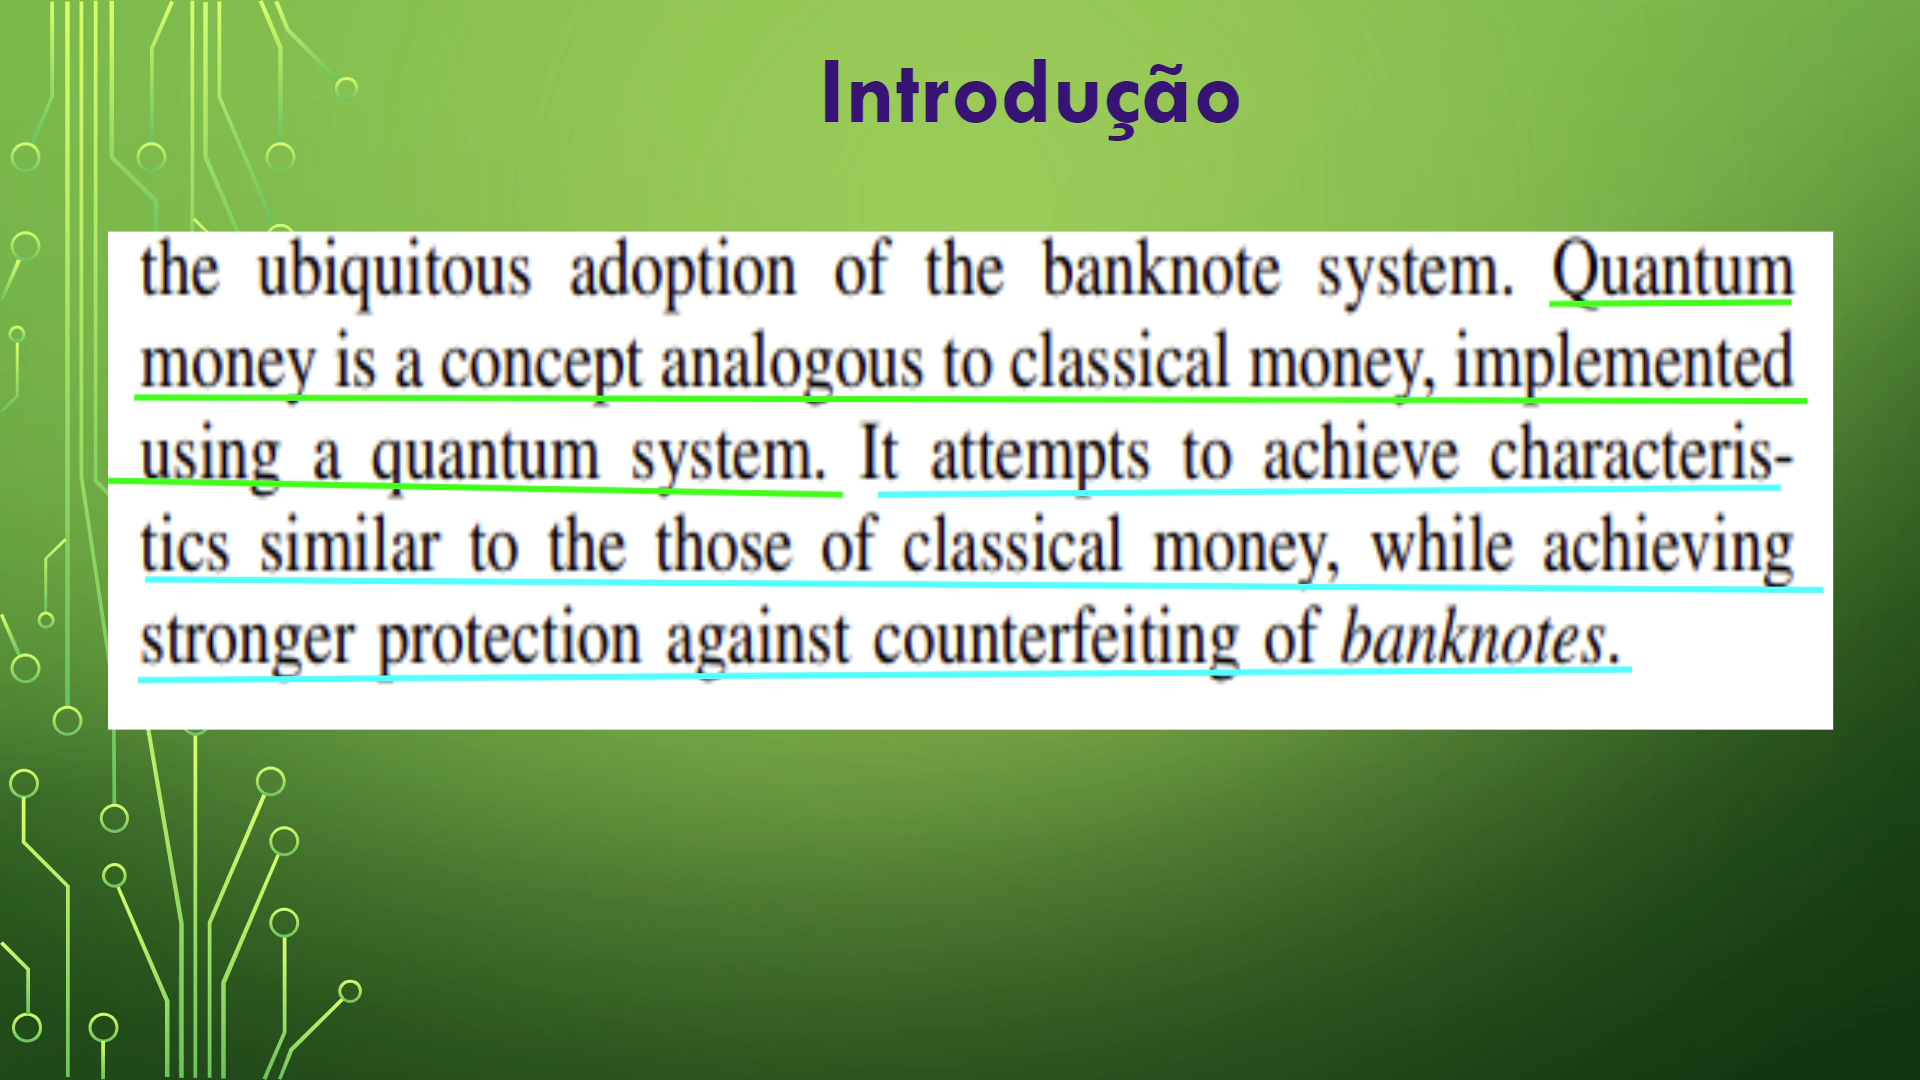 Introdução
the ubiquitous adoption of the banknote system. Quantum
money is a concept analogous to classical money, implemented
using a quantum system. It attempts to achieve characteris-
tics similar to the those of classical money, while achieving
stronger protection against counterfeiting of banknotes.